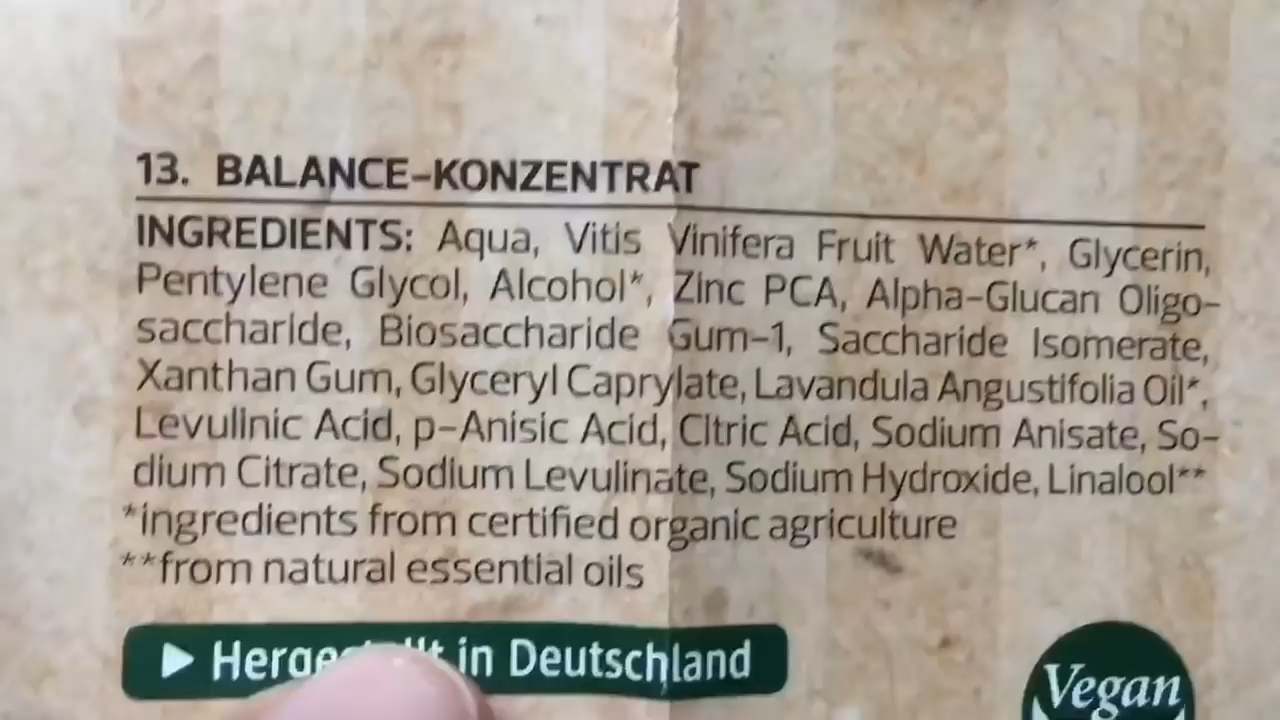 13. BALANCE-KONZENTRAT
INGREDIENTS: Aqua, Vitis Vinifera Fruit Water*, Glycerin,
Pentylene Glycol, Alcohol*, Zinc PCA, Alpha-Glucan Oligo-
saccharide, Biosaccharide Gum-1, Saccharide Isomerate,
Xanthan Gum, Glyceryl Caprylate, Lavandula Angustifolia Oil*,
Levulinic Acid, p-Anisic Acid, Citric Acid, Sodium Anisate, So-
dium Citrate, Sodium Levulinate, Sodium Hydroxide, Linalool**
*ingredients from certified organic agriculture
**from natural essential oils
in Deutschland
Vegan